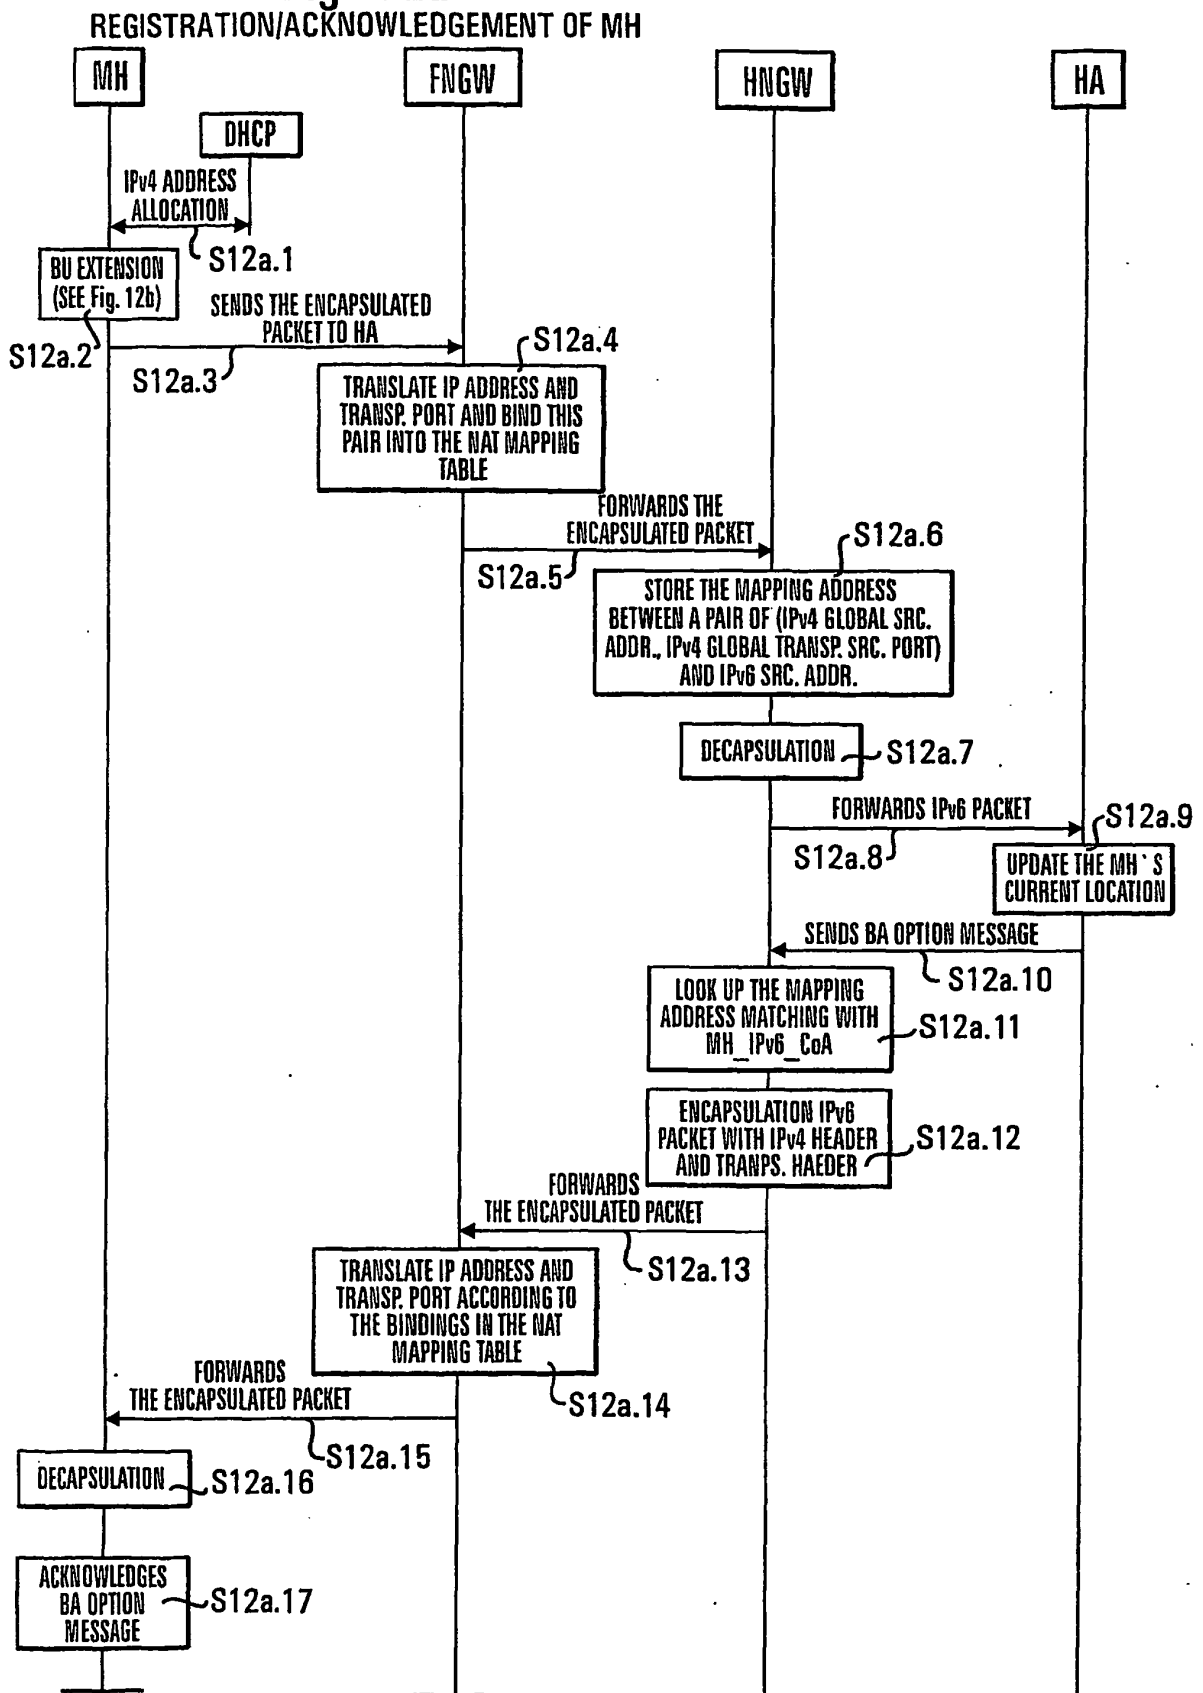 REGISTRATION/ACKNOWLEDGEMENT OF MH
MH
FNGW
HNGW
HA
DHCP
IPv4 ADDRESS
ALLOCATION
S12a.1
BU EXTENSION
(SEE Fig. 12b)
S12a.2
SENDS THE ENCAPSULATED
PACKET TO HA
S12a.3
S12a.4
TRANSLATE IP ADDRESS AND
TRANSP. PORT AND BIND THIS
PAIR INTO THE NAT MAPPING
TABLE
FORWARDS THE
ENCAPSULATED PACKET
S12a.5
S12a.6
STORE THE MAPPING ADDRESS
BETWEEN A PAIR OF (IPv4 GLOBAL SRC.
ADDR., IPv4 GLOBAL TRANSP. SRC. PORT)
AND IPv6 SRC. ADDR.
DECAPSULATION
S12a.7
FORWARDS IPv6 PACKET
S12a.8
S12a.9
UPDATE THE MH`S
CURRENT LOCATION
SENDS BA OPTION MESSAGE
S12a.10
LOOK UP THE MAPPING
ADDRESS MATCHING WITH
MH_IPv6_CoA
S12a.11
ENCAPSULATION IPv6
PACKET WITH IPv4 HEADER
AND TRANPS. HAEDER
S12a.12
FORWARDS
THE ENCAPSULATED PACKET
S12a.13
TRANSLATE IP ADDRESS AND
TRANSP. PORT ACCORDING TO
THE BINDINGS IN THE NAT
MAPPING TABLE
S12a.14
FORWARDS
THE ENCAPSULATED PACKET
S12a.15
DECAPSULATION
S12a.16
ACKNOWLEDGES
BA OPTION
MESSAGE
S12a.17